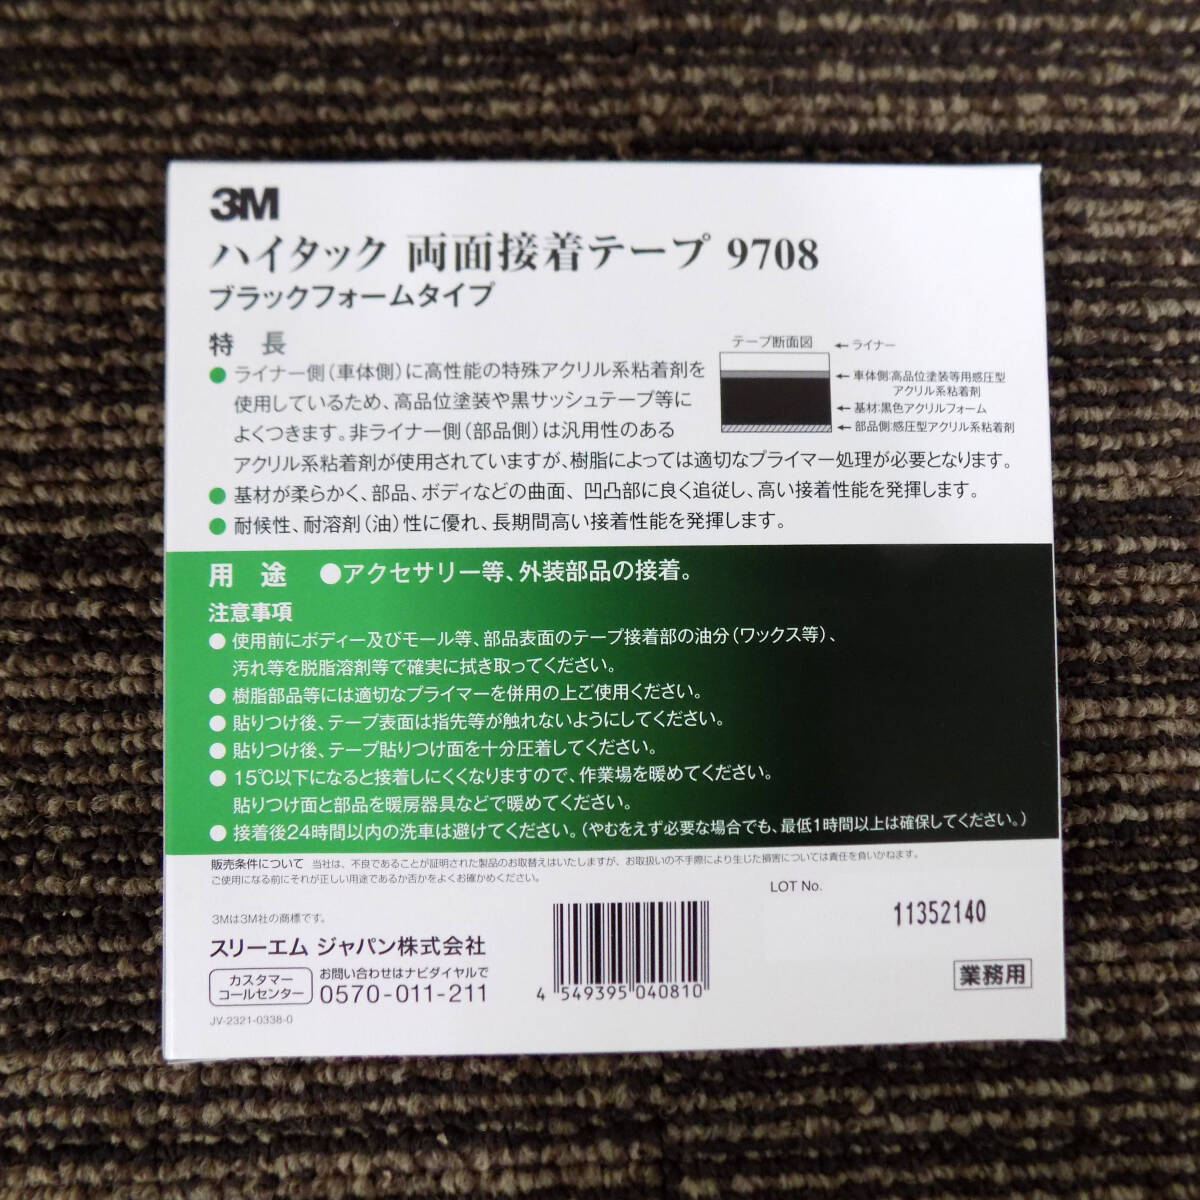 3M
ハイタック 両面接着テープ 9708
ブラックフォームタイプ
特 長
● ライナー側（車体側）に高性能の特殊アクリル系粘着剤を
使用しているため、高品位塗装や黒サッシュテープ等に
よくつきます。非ライナー側（部品側）は汎用性のある
アクリル系粘着剤が使用されていますが、樹脂によっては適切なプライマー処理が必要となります。
● 基材が柔らかく、部品、ボディなどの曲面、凹凸部に良く追従し、高い接着性能を発揮します。
● 耐候性、耐溶剤（油）性に優れ、長期間高い接着性能を発揮します。
テープ断面図
←ライナー
←車体側:高品位塗装等用感圧型
アクリル系粘着剤
←基材:黒色アクリルフォーム
←部品側:感圧型アクリル系粘着剤
用 途 ●アクセサリー等、外装部品の接着。
注意事項
● 使用前にボディー及びモール等、部品表面のテープ接着部の油分（ワックス等）、
汚れ等を脱脂溶剤等で確実に拭き取ってください。
● 樹脂部品等には適切なプライマーを併用の上ご使用ください。
● 貼りつけ後、テープ表面は指先等が触れないようにしてください。
● 貼りつけ後、テープ貼りつけ面を十分圧着してください。
● 15℃以下になると接着しにくくなりますので、作業場を暖めてください。
貼りつけ面と部品を暖房器具などで暖めてください。
● 接着後24時間以内の洗車は避けてください。（やむをえず必要な場合でも、最低1時間以上は確保してください。）
販売条件について 当社は、不良であることが証明された製品のお取替えはいたしますが、お取扱いの不手際により生じた損害については責任を負いかねます。
ご使用になる前にそれが正しい用途であるか否かをよくお確かめください。
LOT No.
11352140
3Mは3M社の商標です。
スリーエム ジャパン株式会社
カスタマー
コールセンター
お問い合わせはナビダイヤルで
0570-011-211
JV-2321-0338-0
4 549395 040810
業務用